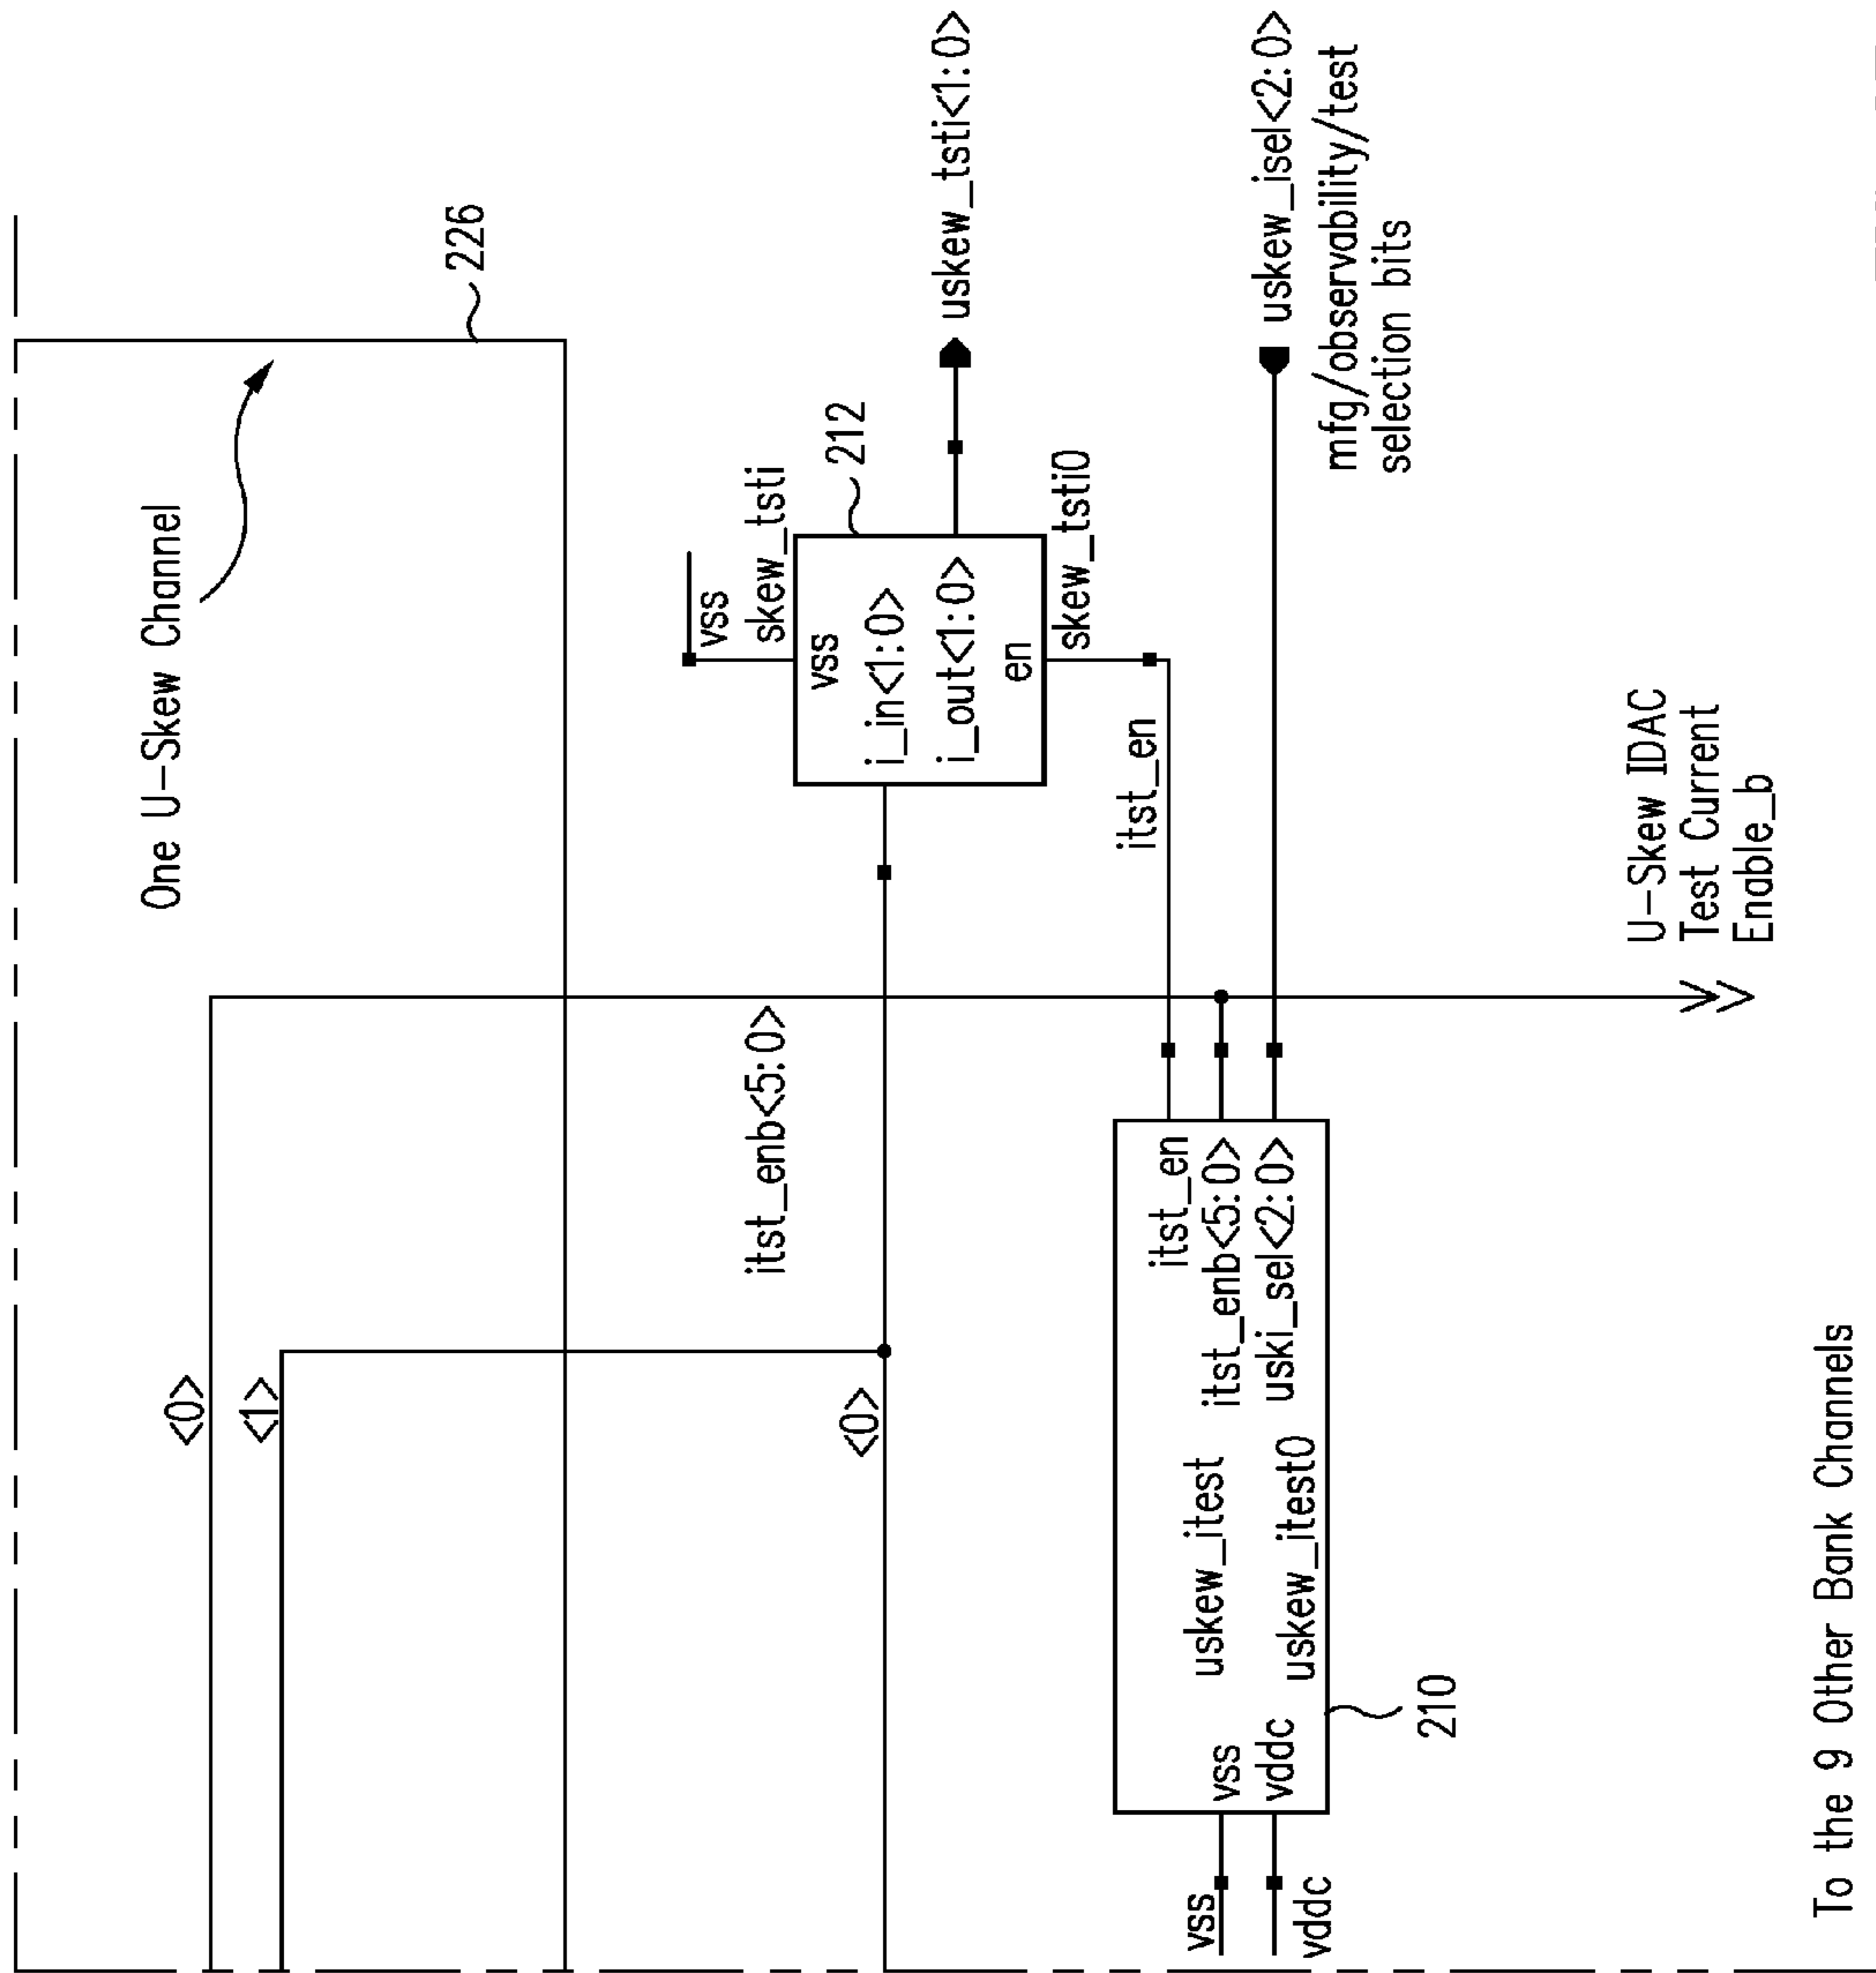 One U-Skew Channel
226
<0>
<1>
itst_enb<5:0>
<0>
vss
skew_tsti
212
vss
i_in<1:0>
i_out<1:0>
en
skew_tsti0
uskew_tsti<1:0>
itst_en
uskew_isel<2:0>
mfg/observability/test
selection bits
itst_en
itst_enb<5:0>
uski_sel<2:0>
uskew_itest
uskew_itest0
vss
vddc
vss
vddc
210
U-Skew IDAC
Test Current
Enable_b
To the 9 Other Bank Channels